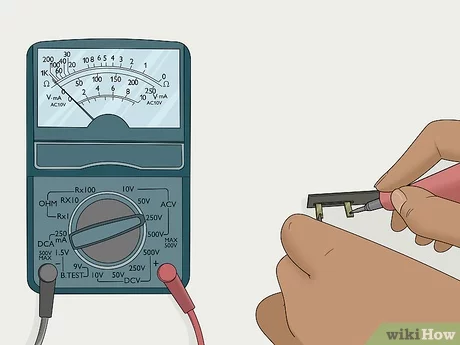 200 40 30 20 10 8 6 5 4 3 2 1
1K 100 60 0
Ω 0 50 100 150 200 250 Ω
V·mA 0 2 4 6 8 10 V·mA
AC10V AC10V
Rx100 10V
RX10 50V
OHM ACV
Rx1 250V
DCA 250 mA 500V
500V MAX 500V MAX
1.5V 500V
9V 250V +
B.TEST 10V 50V
DCV
wikiHow